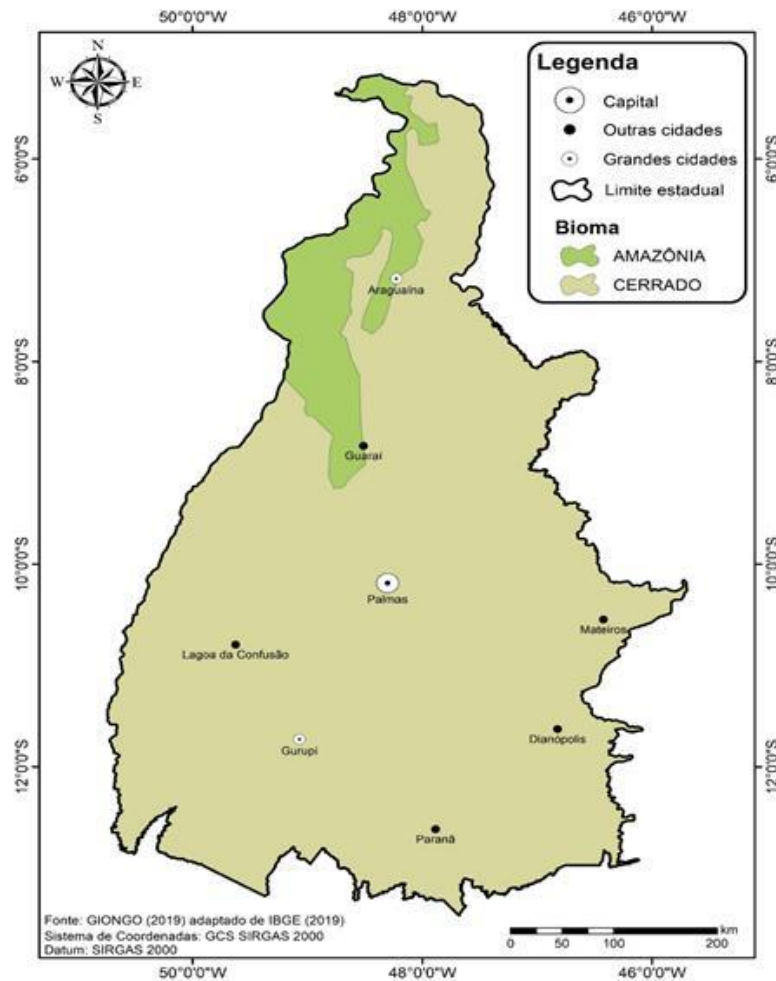 50°0'0"W
48°0'0"W
46°0'0"W
N
W
E
S
Legenda
Capital
Outras cidades
Grandes cidades
Limite estadual
Bioma
AMAZÔNIA
CERRADO
6°0'0"S
6°0'0"S
Araguaína
8°0'0"S
8°0'0"S
Guaraí
10°0'0"S
10°0'0"S
Palmas
Mateiros
Lagoa da Confusão
Dianópolis
Gurupi
12°0'0"S
12°0'0"S
Paranã
Fonte: GIONGO (2019) adaptado de IBGE (2019)
Sistema de Coordenadas: GCS SIRGAS 2000
Datum: SIRGAS 2000
km
0 25 50 100 200
50°0'0"W
48°0'0"W
46°0'0"W